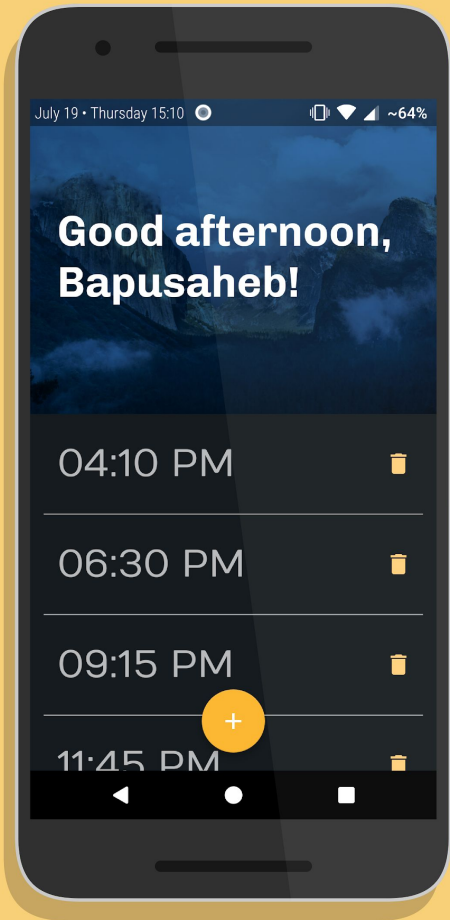 July 19 • Thursday 15:10 ~64%
Good afternoon,
Bapusaheb!
04:10 PM
06:30 PM
09:15 PM
+
11:45 PM